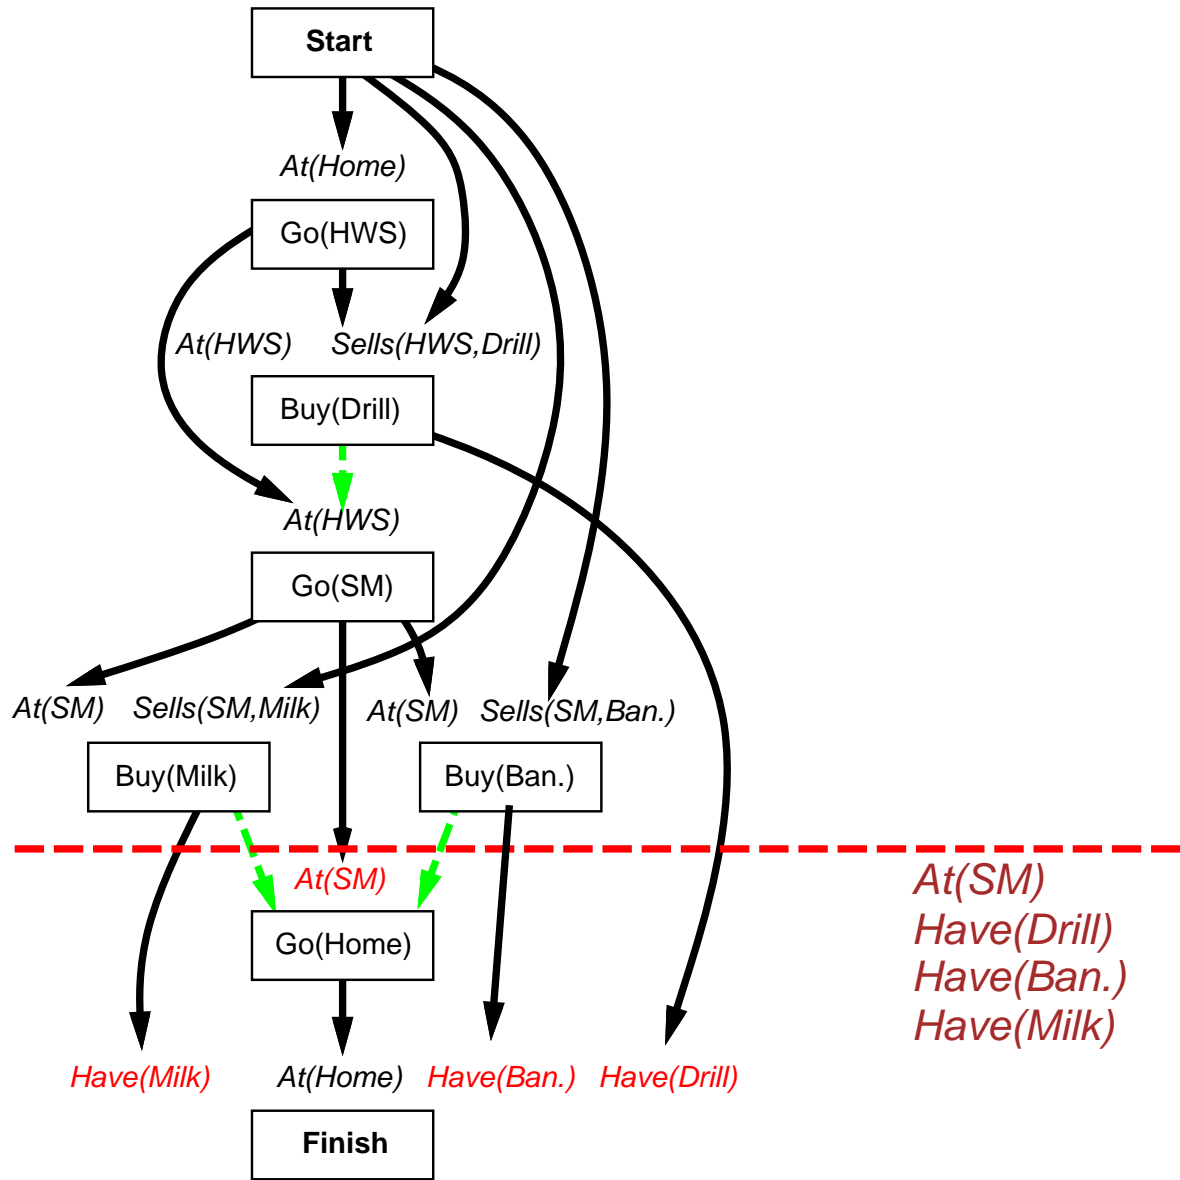 Start
At(Home)
Go(HWS)
At(HWS) Sells(HWS,Drill)
Buy(Drill)
At(HWS)
Go(SM)
At(SM) Sells(SM,Milk) At(SM) Sells(SM,Ban.)
Buy(Milk) Buy(Ban.)
At(SM)
Go(Home)
Have(Milk) At(Home) Have(Ban.) Have(Drill)
Finish
At(SM)
Have(Drill)
Have(Ban.)
Have(Milk)